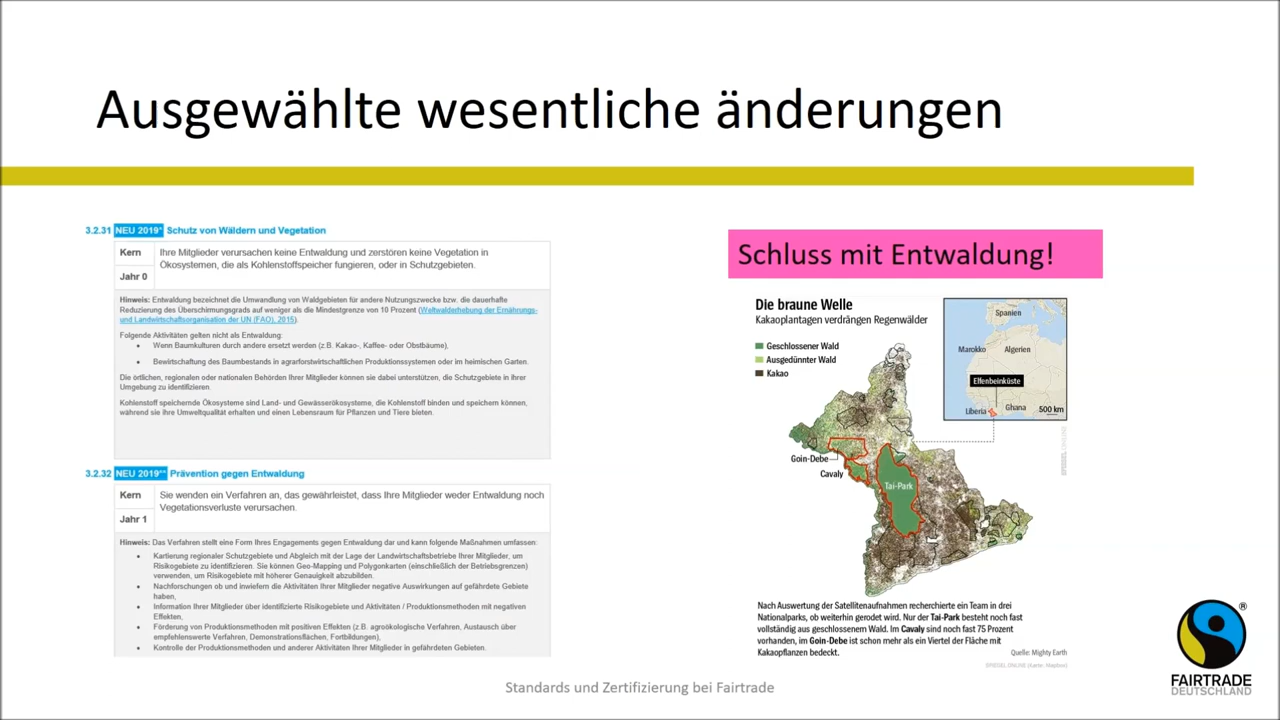 Ausgewählte wesentliche änderungen
3.2.31 NEU 2019* Schutz von Wäldern und Vegetation
Kern
Jahr 0
Ihre Mitglieder verursachen keine Entwaldung und zerstören keine Vegetation in
Ökosystemen, die als Kohlenstoffspeicher fungieren, oder in Schutzgebieten.
Hinweis: Entwaldung bezeichnet die Umwandlung von Waldgebieten für andere Nutzungszwecke bzw. die dauerhafte
Reduzierung des Überschirmungsgrads auf weniger als die Mindestgrenze von 10 Prozent (Weltwalderhebung der Ernährungs-
und Landwirtschaftsorganisation der UN (FAO), 2015).
Folgende Aktivitäten gelten nicht als Entwaldung:
• Wenn Baumkulturen durch andere ersetzt werden (z.B. Kakao-, Kaffee- oder Obstbäume),
• Bewirtschaftung des Baumbestands in agrarforstwirtschaftlichen Produktionssystemen oder im heimischen Garten.
Die örtlichen, regionalen oder nationalen Behörden Ihrer Mitglieder können sie dabei unterstützen, die Schutzgebiete in ihrer
Umgebung zu identifizieren.
Kohlenstoff speichernde Ökosysteme sind Land- und Gewässerökosysteme, die Kohlenstoff binden und speichern können,
während sie ihre Umweltqualität erhalten und einen Lebensraum für Pflanzen und Tiere bieten.
3.2.32 NEU 2019** Prävention gegen Entwaldung
Kern
Jahr 1
Sie wenden ein Verfahren an, das gewährleistet, dass Ihre Mitglieder weder Entwaldung noch
Vegetationsverluste verursachen.
Hinweis: Das Verfahren stellt eine Form Ihres Engagements gegen Entwaldung dar und kann folgende Maßnahmen umfassen:
• Kartierung regionaler Schutzgebiete und Abgleich mit der Lage der Landwirtschaftsbetriebe Ihrer Mitglieder, um
Risikogebiete zu identifizieren. Sie können Geo-Mapping und Polygonkarten (einschließlich der Betriebsgrenzen)
verwenden, um Risikogebiete mit höherer Genauigkeit abzubilden.
• Nachforschungen ob und inwiefern die Aktivitäten Ihrer Mitglieder negative Auswirkungen auf gefährdete Gebiete
haben,
• Information Ihrer Mitglieder über identifizierte Risikogebiete und Aktivitäten / Produktionsmethoden mit negativen
Effekten,
• Förderung von Produktionsmethoden mit positiven Effekten (z.B. agroökologische Verfahren, Austausch über
empfehlenswerte Verfahren, Demonstrationsflächen, Fortbildungen),
• Kontrolle der Produktionsmethoden und anderer Aktivitäten Ihrer Mitglieder in gefährdeten Gebieten.
Schluss mit Entwaldung!
Die braune Welle
Kakaoplantagen verdrängen Regenwälder
Geschlossener Wald
Ausgedünnter Wald
Kakao
Spanien
Marokko Algerien
Elfenbeinküste
Liberia Ghana 500 km
Goin-Debe
Cavaly
Tai-Park
SPIEGEL ONLINE
Nach Auswertung der Satellitenaufnahmen recherchierte ein Team in drei
Nationalparks, ob weiterhin gerodet wird. Nur der Tai-Park besteht noch fast
vollständig aus geschlossenem Wald. Im Cavaly sind noch fast 75 Prozent
vorhanden, im Goin-Debe ist schon mehr als ein Viertel der Fläche mit
Kakaopflanzen bedeckt.
Quelle: Mighty Earth
SPIEGEL ONLINE (Karte: Mapbox)
Standards und Zertifizierung bei Fairtrade
®
FAIRTRADE
DEUTSCHLAND